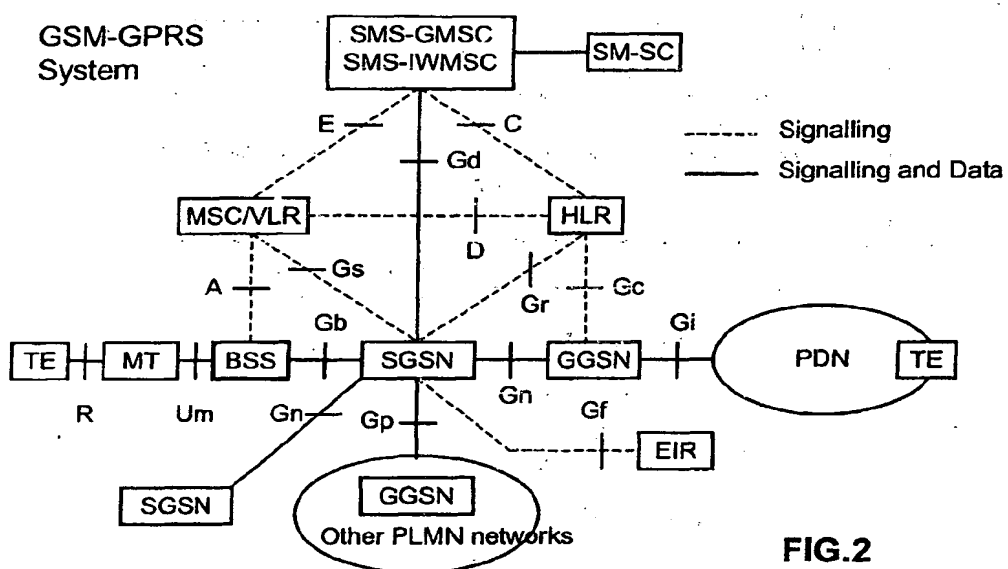 GSM-GPRS
System
SMS-GMSC
SMS-IWMSC
SM-SC
E
C
Gd
Signalling
Signalling and Data
MSC/VLR
HLR
D
A
Gs
Gr
Gc
Gb
Gi
TE
MT
BSS
SGSN
GGSN
PDN
TE
R
Um
Gn
Gp
Gn
Gf
EIR
SGSN
GGSN
Other PLMN networks
FIG.2